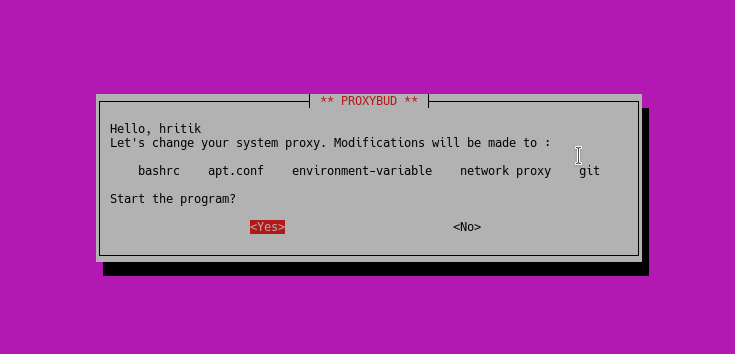 ** PROXYBUD **
Hello, hritik
Let's change your system proxy. Modifications will be made to :
bashrc    apt.conf    environment-variable    network proxy    git
Start the program?
<Yes>    <No>